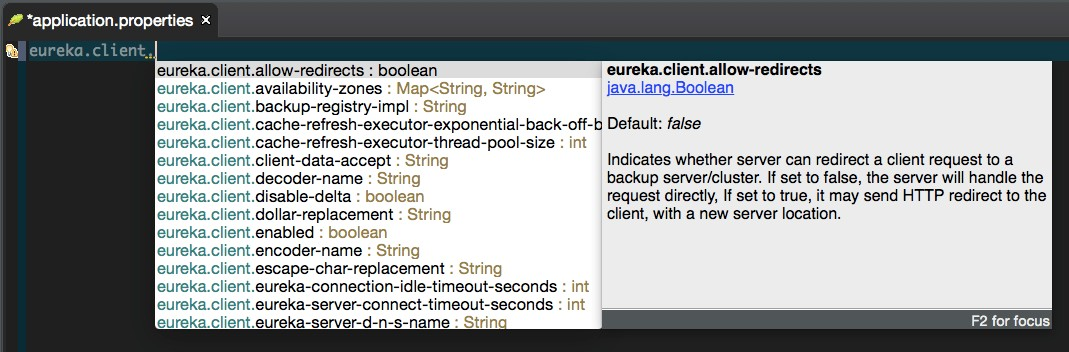 *application.properties
eureka.client.
eureka.client.allow-redirects : boolean
eureka.client.availability-zones : Map<String, String>
eureka.client.backup-registry-impl : String
eureka.client.cache-refresh-executor-exponential-back-off-b
eureka.client.cache-refresh-executor-thread-pool-size : int
eureka.client.client-data-accept : String
eureka.client.decoder-name : String
eureka.client.disable-delta : boolean
eureka.client.dollar-replacement : String
eureka.client.enabled : boolean
eureka.client.encoder-name : String
eureka.client.escape-char-replacement : String
eureka.client.eureka-connection-idle-timeout-seconds : int
eureka.client.eureka-server-connect-timeout-seconds : int
eureka.client.eureka-server-d-n-s-name : String
eureka.client.allow-redirects
java.lang.Boolean
Default: false
Indicates whether server can redirect a client request to a
backup server/cluster. If set to false, the server will handle the
request directly, If set to true, it may send HTTP redirect to the
client, with a new server location.
F2 for focus